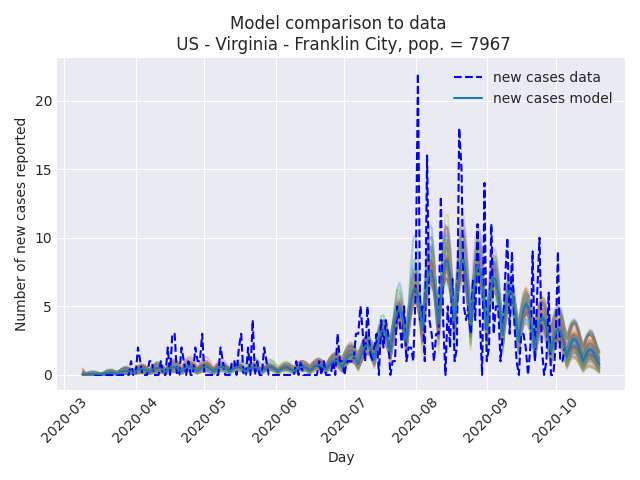 Model comparison to data
US - Virginia - Franklin City, pop. = 7967
new cases data
new cases model
Number of new cases reported
20
15
10
5
0
2020-03
2020-04
2020-05
2020-06
2020-07
2020-08
2020-09
2020-10
Day